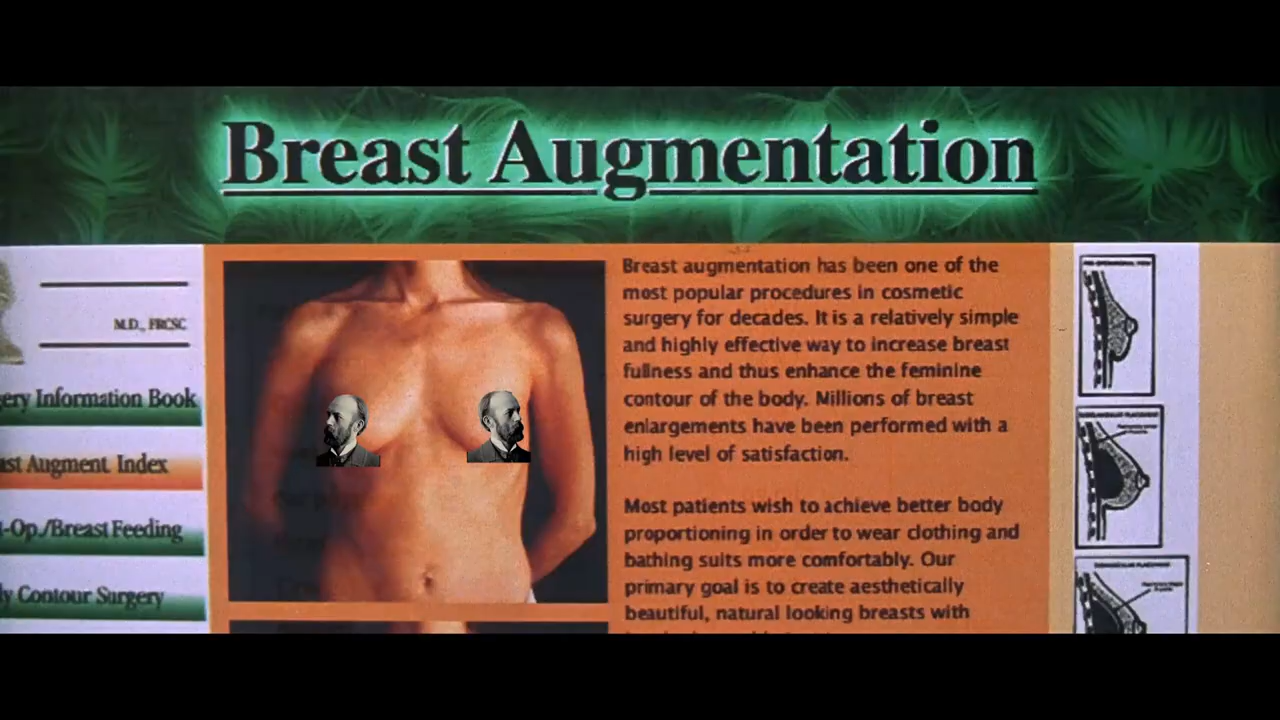 Breast Augmentation
M.D., FRCSC
ery Information Book
ast Augment. Index
-Op./Breast Feeding
ly Contour Surgery
Breast augmentation has been one of the
most popular procedures in cosmetic
surgery for decades. It is a relatively simple
and highly effective way to increase breast
fullness and thus enhance the feminine
contour of the body. Millions of breast
enlargements have been performed with a
high level of satisfaction.
Most patients wish to achieve better body
proportioning in order to wear clothing and
bathing suits more comfortably. Our
primary goal is to create aesthetically
beautiful, natural looking breasts with